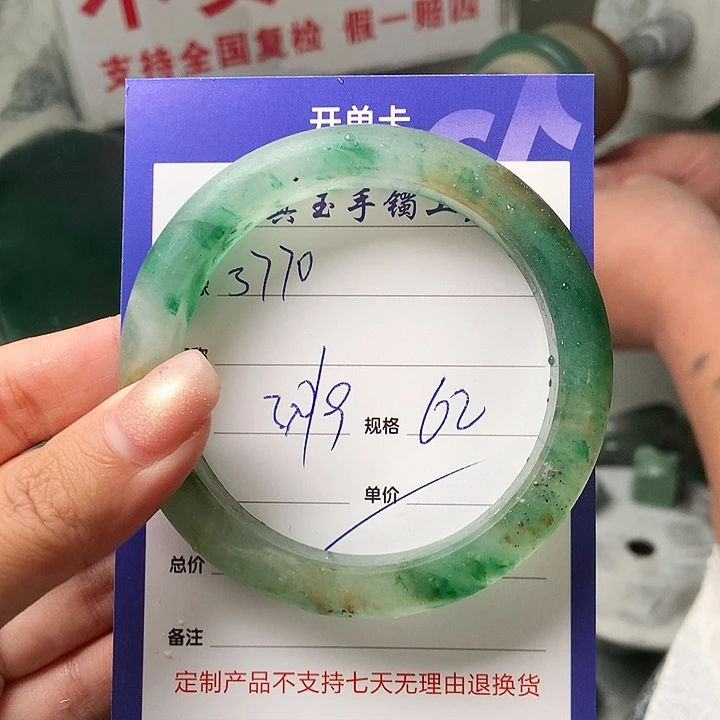 支持全国复检 假一赔四
开单卡
玉手镯
3770
规格 62
单价
总价
备注
定制产品不支持七天无理由退换货